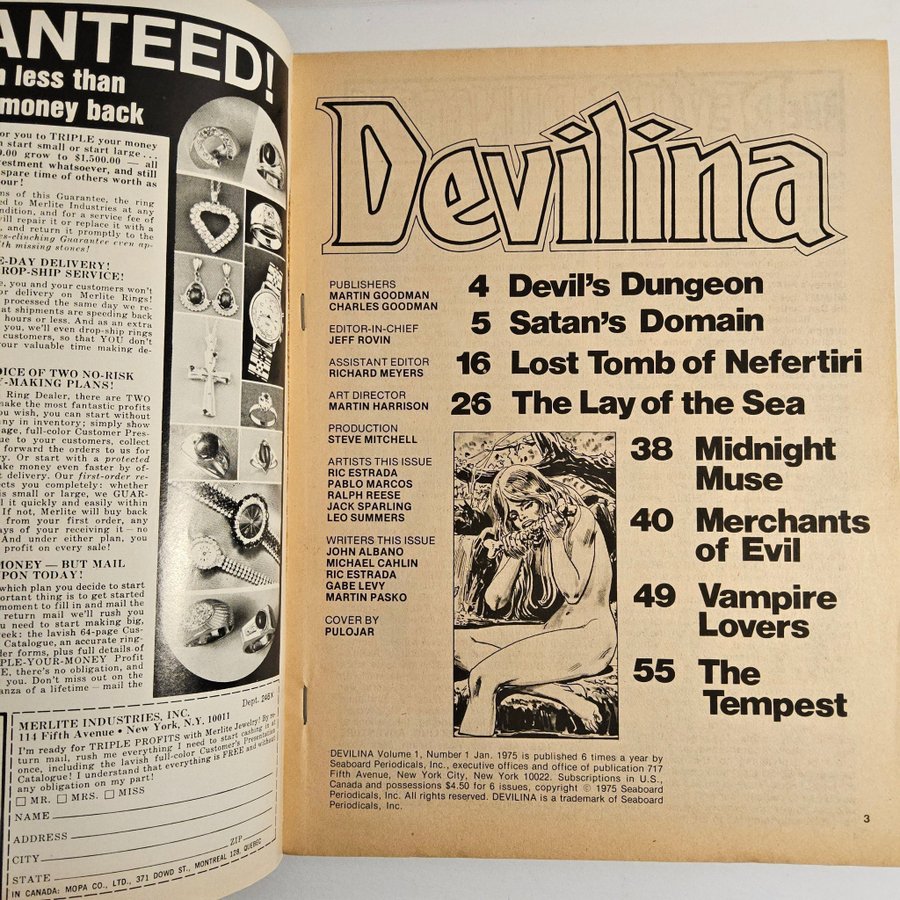 ANTEED!
less than
money back
or you to TRIPLE your money
n start small or start large...
0.00 grow to $1,500.00 — all
estment whatsoever, and still
spare time of others worth as
our!
ns of this Guarantee, the ring
ed to Merlite Industries at any
ndition, and for a service fee of
will repair it or replace it with a
, and return it promptly to the
ss-clinching Guarantee even ap-
ith missing stones!
E-DAY DELIVERY!
ROP-SHIP SERVICE!
e, you and your customers won't
or delivery on Merlite Rings!
processed the same day we re-
at shipments are speeding back
hours or less. And as an extra
you, we'll even drop-ship rings
customers, so that YOU don't
our valuable time making de-
OICE OF TWO NO-RISK
Y-MAKING PLANS!
Ring Dealer, there are TWO
ake the most fantastic profits
ou wish, you can start without
ny in inventory; simply show
age, full-color Customer Pres-
ue to your customers, collect
forward the orders to us for
ry. Or start with a protected
ake money even faster by of-
t delivery. Our first-order re-
ects you completely: whether
is small or large, we GUAR-
l it quickly and easily within
If not, Merlite will buy back
from your first order, any
ays of your receiving it — no
And under either plan, you
profit on every sale!
MONEY — BUT MAIL
UPON TODAY!
which plan you decide to start
ortant thing is to get started
moment to fill in and mail the
return mail we'll rush you
u need to start making big,
eek: the lavish 64-page Cus-
Catalogue, an accurate ring-
der forms, plus full details of
PLE-YOUR-MONEY Profit
E, there's no obligation, and
you. Don't miss out on the
anza of a lifetime — mail the
Dept. 245X
MERLITE INDUSTRIES, INC.
114 Fifth Avenue • New York, N.Y. 10011
I'm ready for TRIPLE PROFITS with Merlite Jewelry! By re-
turn mail, rush me everything I need to start cashing in at
once, including the lavish full-color Customer's Presentation
Catalogue! I understand that everything is FREE and without
any obligation on my part!
☐ MR. ☐ MRS. ☐ MISS
NAME
ADDRESS
CITY ZIP
STATE
IN CANADA: MOPA CO., LTD., 371 DOWD ST., MONTREAL 128, QUEBEC
Devilina
PUBLISHERS
MARTIN GOODMAN
CHARLES GOODMAN
EDITOR-IN-CHIEF
JEFF ROVIN
ASSISTANT EDITOR
RICHARD MEYERS
ART DIRECTOR
MARTIN HARRISON
PRODUCTION
STEVE MITCHELL
ARTISTS THIS ISSUE
RIC ESTRADA
PABLO MARCOS
RALPH REESE
JACK SPARLING
LEO SUMMERS
WRITERS THIS ISSUE
JOHN ALBANO
MICHAEL CAHLIN
RIC ESTRADA
GABE LEVY
MARTIN PASKO
COVER BY
PULOJAR
4 Devil's Dungeon
5 Satan's Domain
16 Lost Tomb of Nefertiri
26 The Lay of the Sea
38 Midnight
Muse
40 Merchants
of Evil
49 Vampire
Lovers
55 The
Tempest
DEVILINA Volume 1, Number 1 Jan. 1975 is published 6 times a year by
Seaboard Periodicals, Inc., executive offices and office of publication 717
Fifth Avenue, New York City, New York 10022. Subscriptions in U.S.,
Canada and possessions $4.50 for 6 issues, copyright © 1975 Seaboard
Periodicals, Inc. All rights reserved. DEVILINA is a trademark of Seaboard
Periodicals, Inc.
3